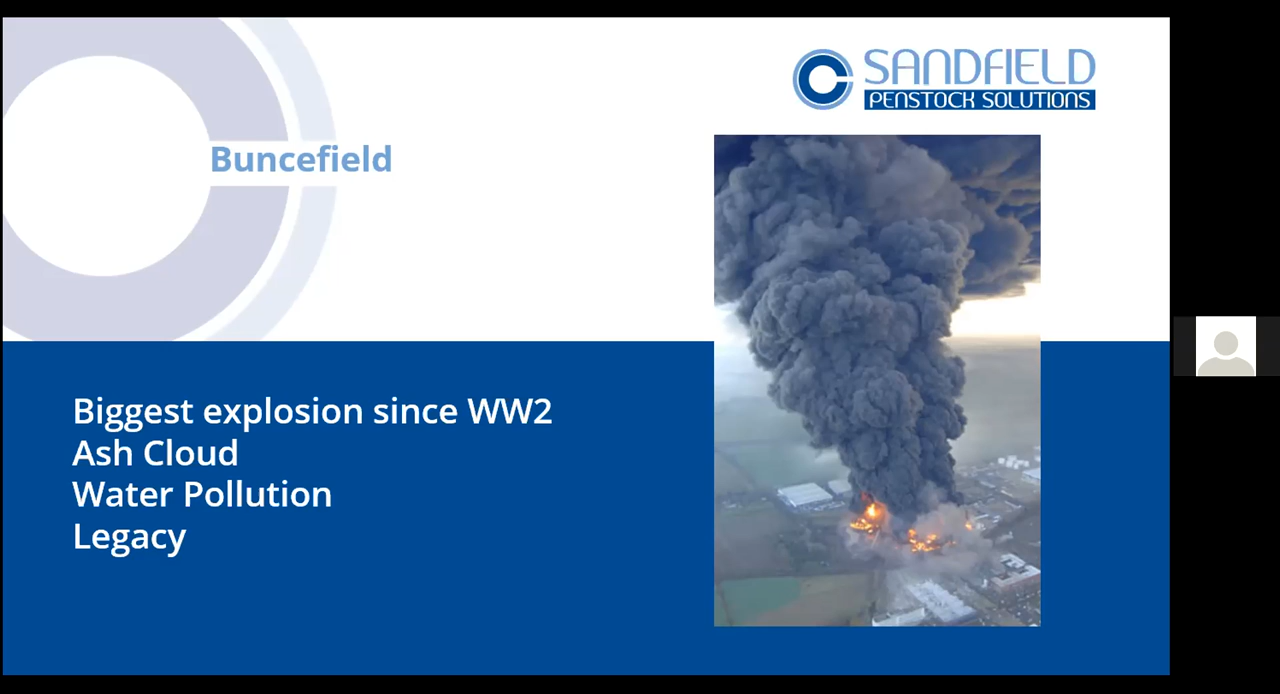 SANDFIELD
PENSTOCK SOLUTIONS
Buncefield
Biggest explosion since WW2
Ash Cloud
Water Pollution
Legacy